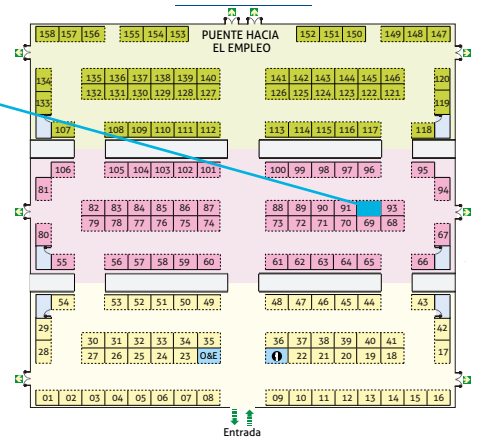 158 157 156 155 154 153 PUENTE HACIA 152 151 150 149 148 147
EL EMPLEO
134 135 136 137 138 139 140 141 142 143 144 145 146 120
133 132 131 130 129 128 127 126 125 124 123 122 121 119
107 108 109 110 111 112 113 114 115 116 117 118
106 105 104 103 102 101 100 99 98 97 96 95
81 94
82 83 84 85 86 87 88 89 90 91 93
79 78 77 76 75 74 73 72 71 70 69 68
80 67
55 56 57 58 59 60 61 62 63 64 65 66
54 53 52 51 50 49 48 47 46 45 44 43
29 42
30 31 32 33 34 35 36 37 38 39 40 41
28 27 26 25 24 23 O&E 22 21 20 19 18 17
01 02 03 04 05 06 07 08 09 10 11 12 13 14 15 16
Entrada